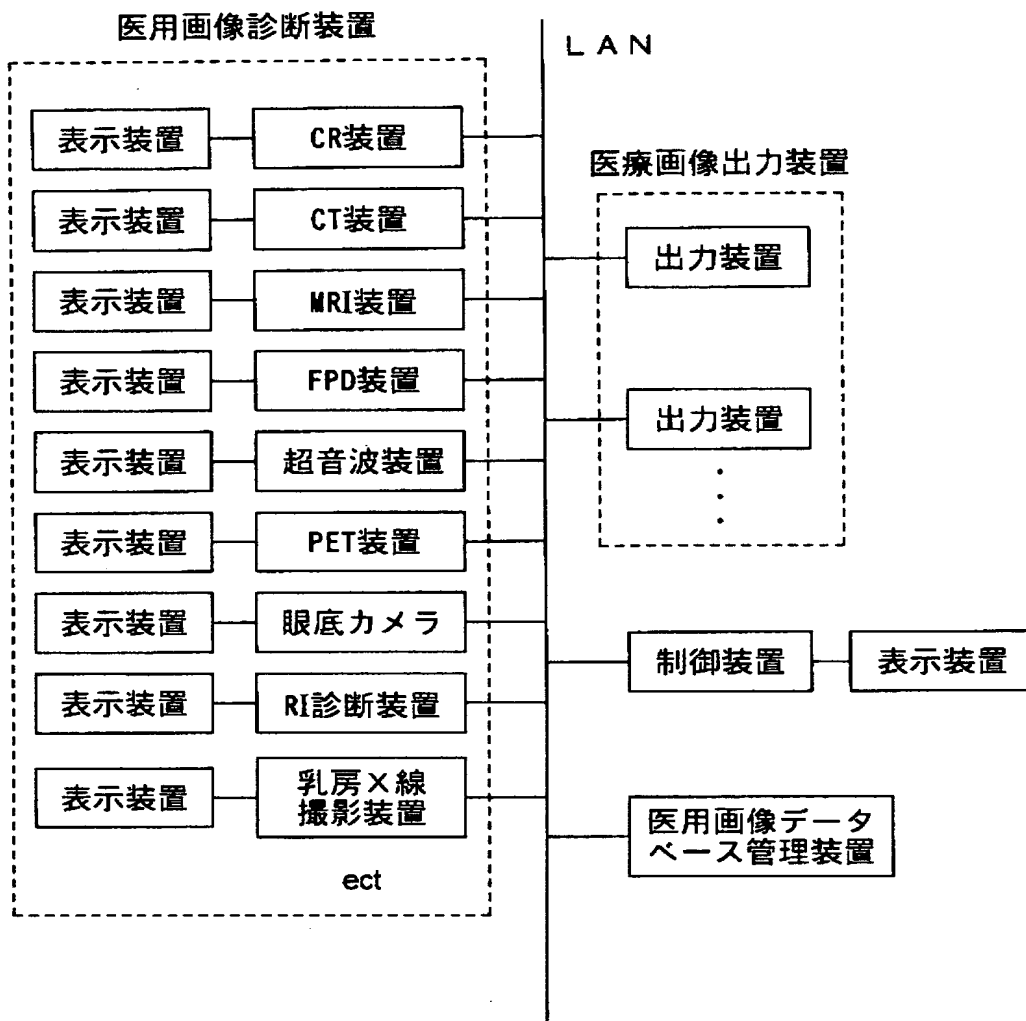 医用画像診断装置
LAN
表示装置
CR装置
表示装置
CT装置
表示装置
MRI装置
表示装置
FPD装置
表示装置
超音波装置
表示装置
PET装置
表示装置
眼底カメラ
表示装置
RI診断装置
表示装置
乳房X線
撮影装置
ect
医療画像出力装置
出力装置
出力装置
制御装置
表示装置
医用画像データ
ベース管理装置